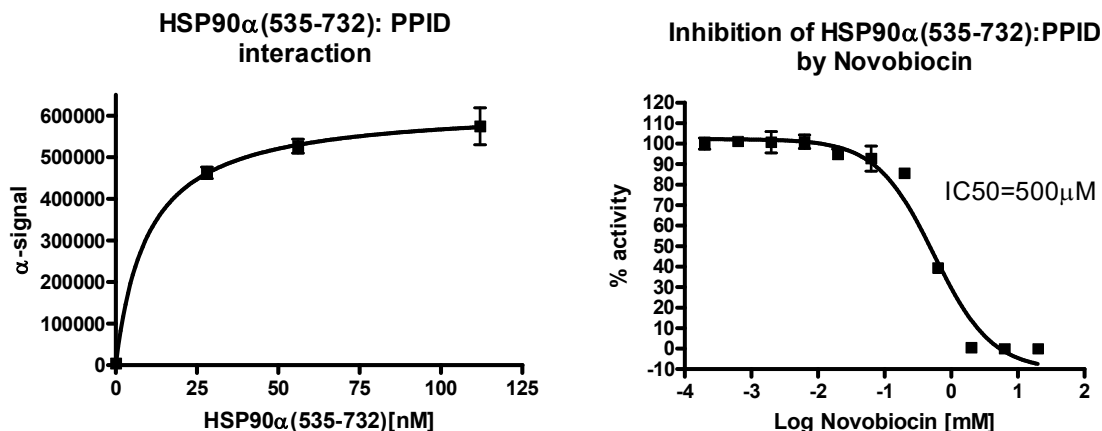 HSP90α(535-732): PPID
interaction
600000
500000
400000
300000
200000
100000
0
α-signal
0 25 50 75 100 125
HSP90α(535-732)[nM]
Inhibition of HSP90α(535-732):PPID
by Novobiocin
120
110
100
90
80
70
60
50
40
30
20
10
0
-10
% activity
IC50=500μM
-4 -3 -2 -1 0 1 2
Log Novobiocin [mM]